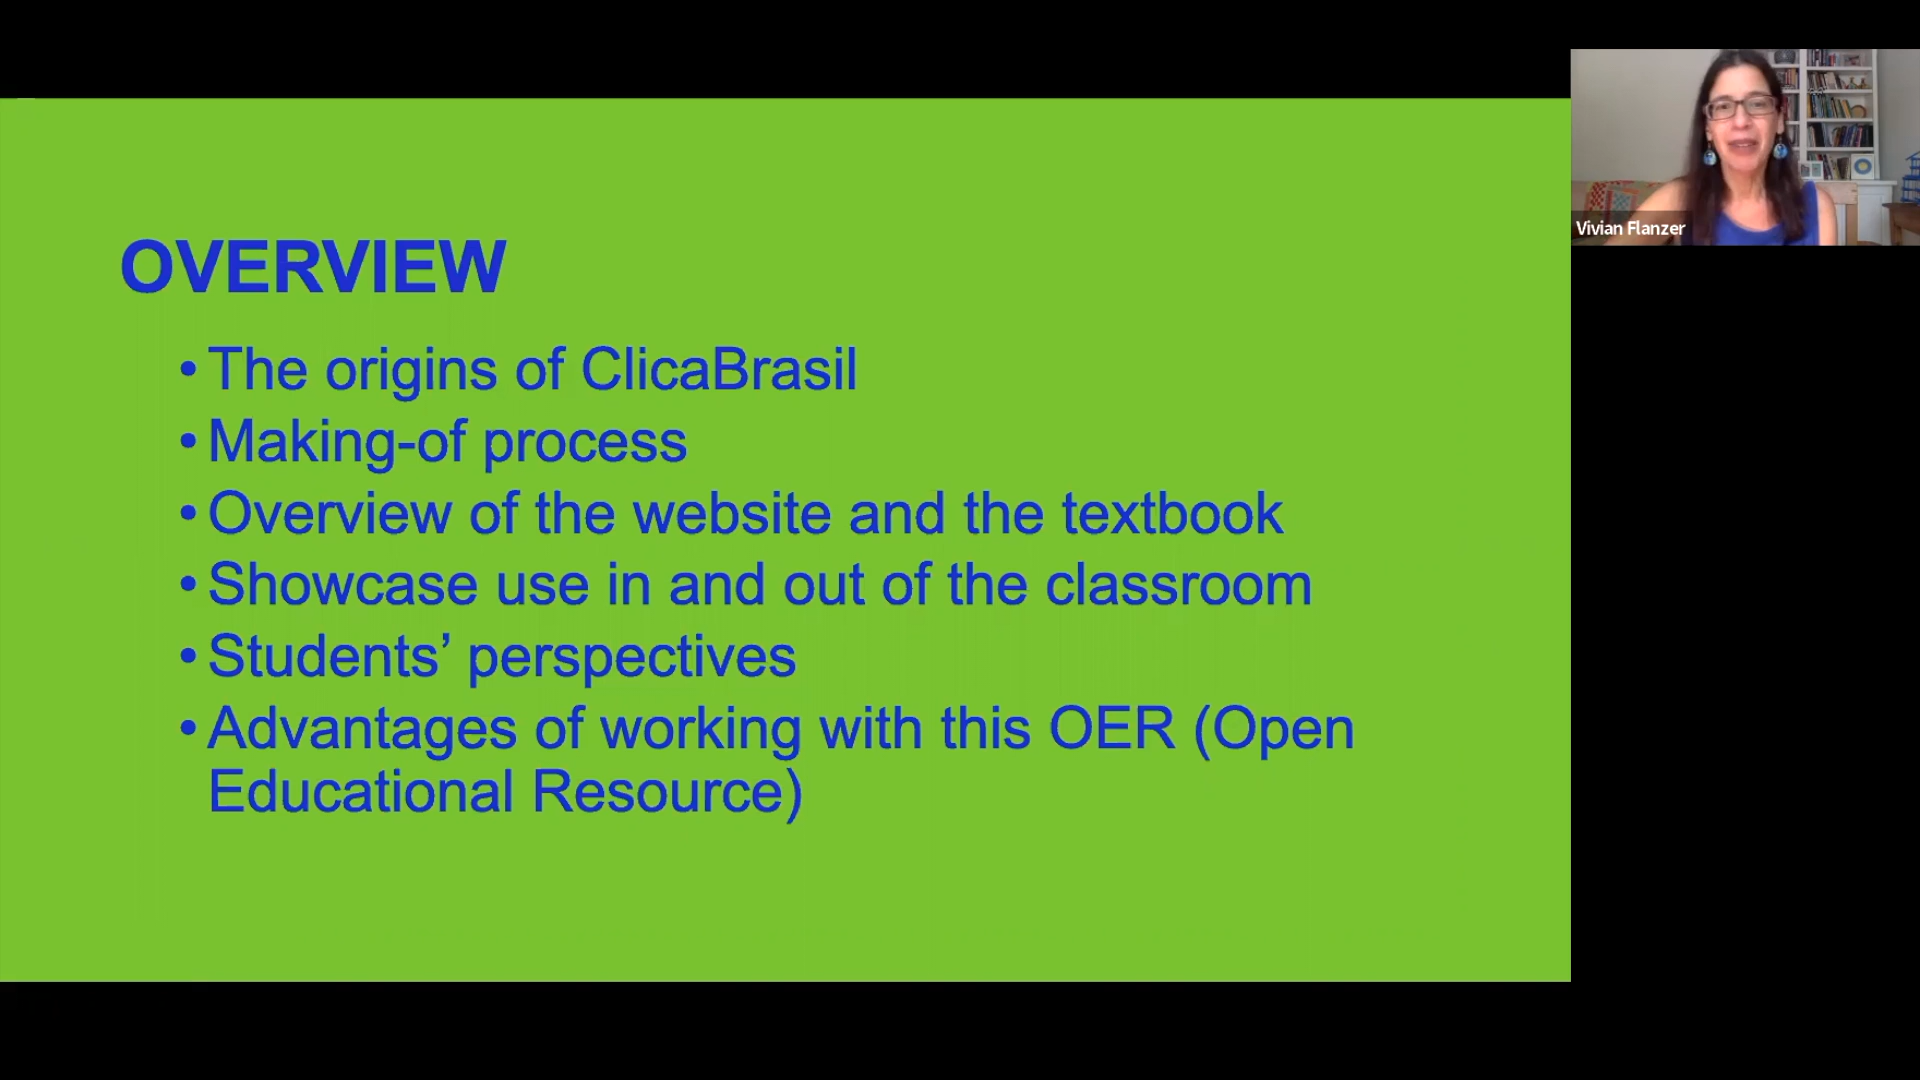 OVERVIEW
• The origins of ClicaBrasil
• Making-of process
• Overview of the website and the textbook
• Showcase use in and out of the classroom
• Students’ perspectives
• Advantages of working with this OER (Open
Educational Resource)
Vivian Flanzer